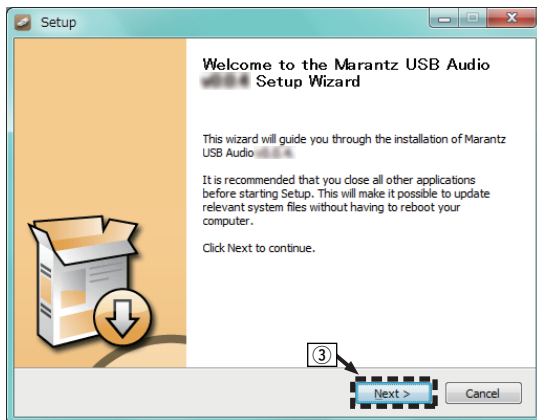 Setup
Welcome to the Marantz USB Audio
Setup Wizard
This wizard will guide you through the installation of Marantz
USB Audio
It is recommended that you close all other applications
before starting Setup. This will make it possible to update
relevant system files without having to reboot your
computer.
Click Next to continue.
③
Next >
Cancel